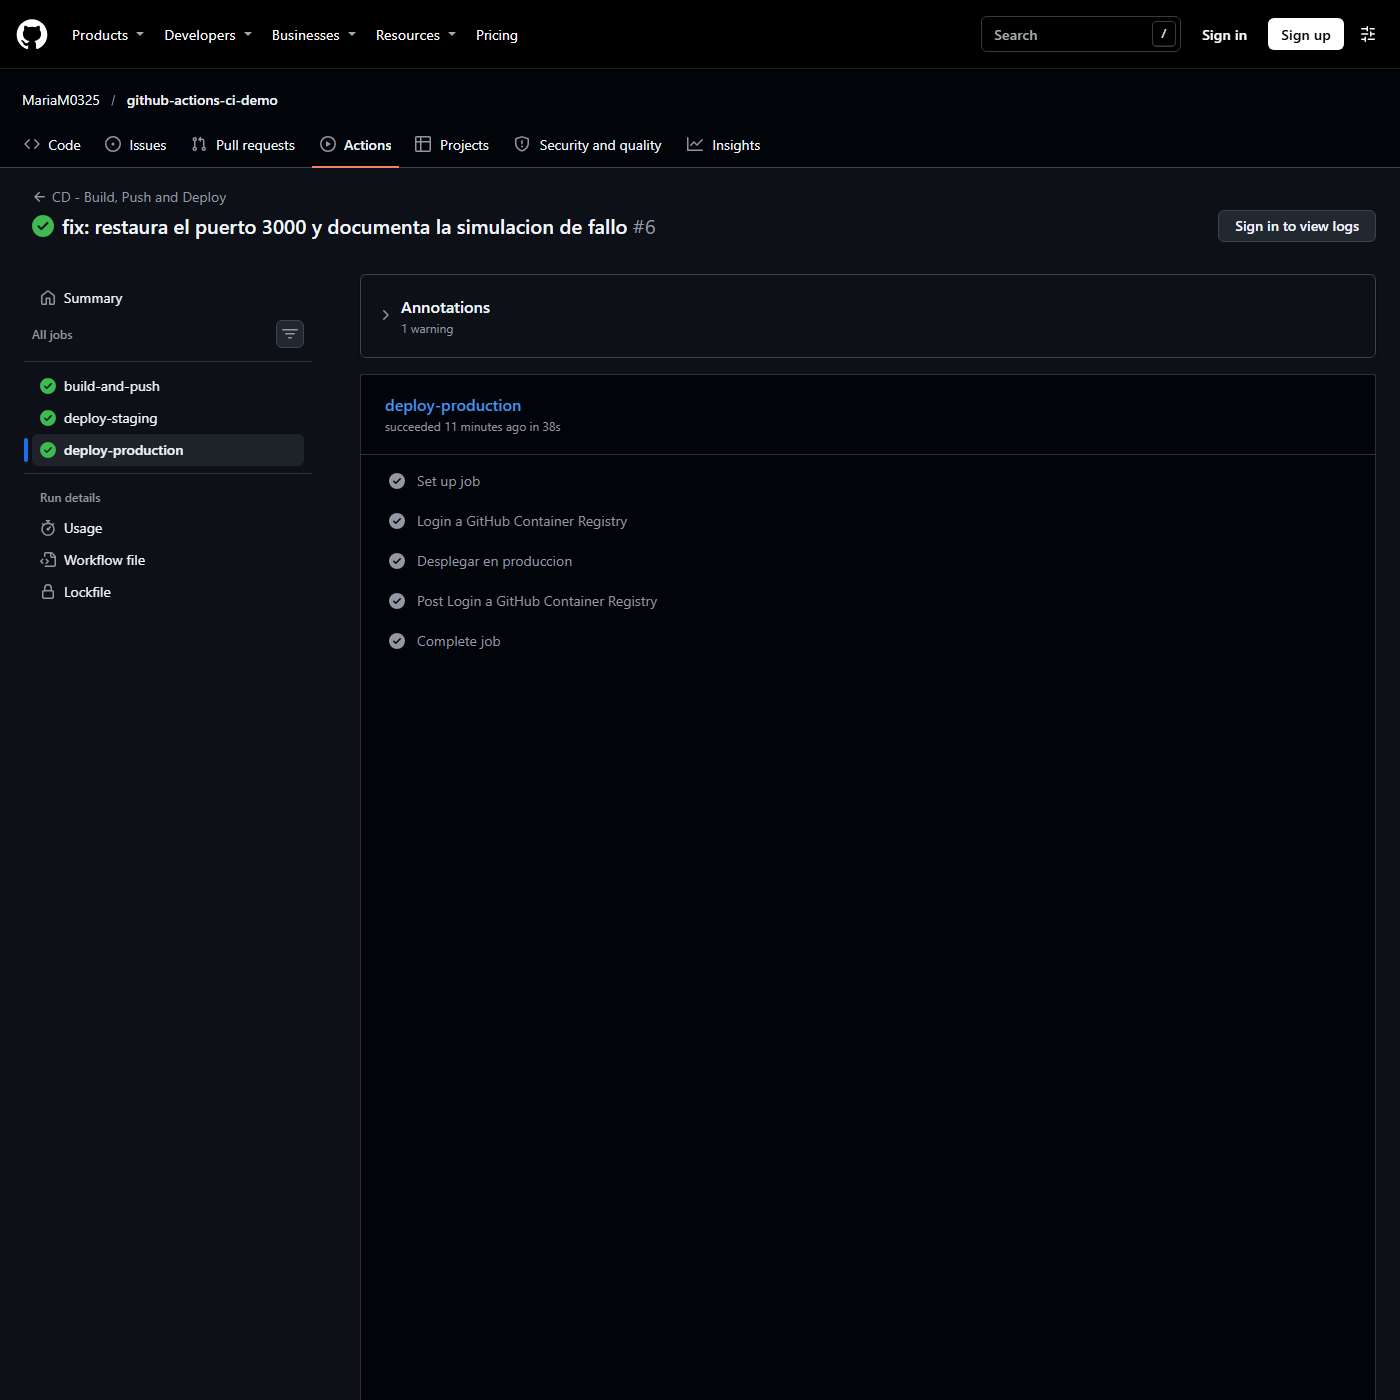 Products Developers Businesses Resources Pricing Search / Sign in Sign up
MariaM0325 / github-actions-ci-demo
Code Issues Pull requests Actions Projects Security and quality Insights
CD - Build, Push and Deploy
fix: restaura el puerto 3000 y documenta la simulacion de fallo #6
Sign in to view logs
Summary
All jobs
build-and-push
deploy-staging
deploy-production
Run details
Usage
Workflow file
Lockfile
Annotations
1 warning
deploy-production
succeeded 11 minutes ago in 38s
Set up job
Login a GitHub Container Registry
Desplegar en produccion
Post Login a GitHub Container Registry
Complete job